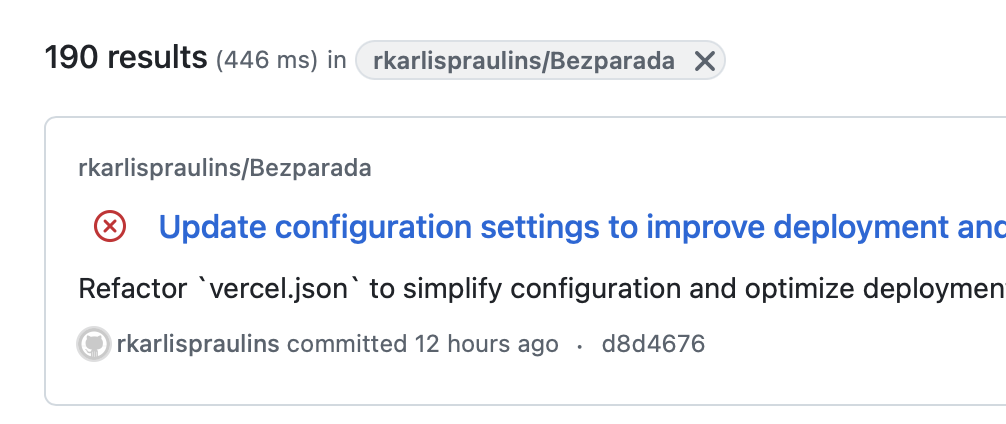 190 results (446 ms) in rkarlispraulins/Bezparada
rkarlispraulins/Bezparada
Update configuration settings to improve deployment and
Refactor `vercel.json` to simplify configuration and optimize deployment
rkarlispraulins committed 12 hours ago · d8d4676